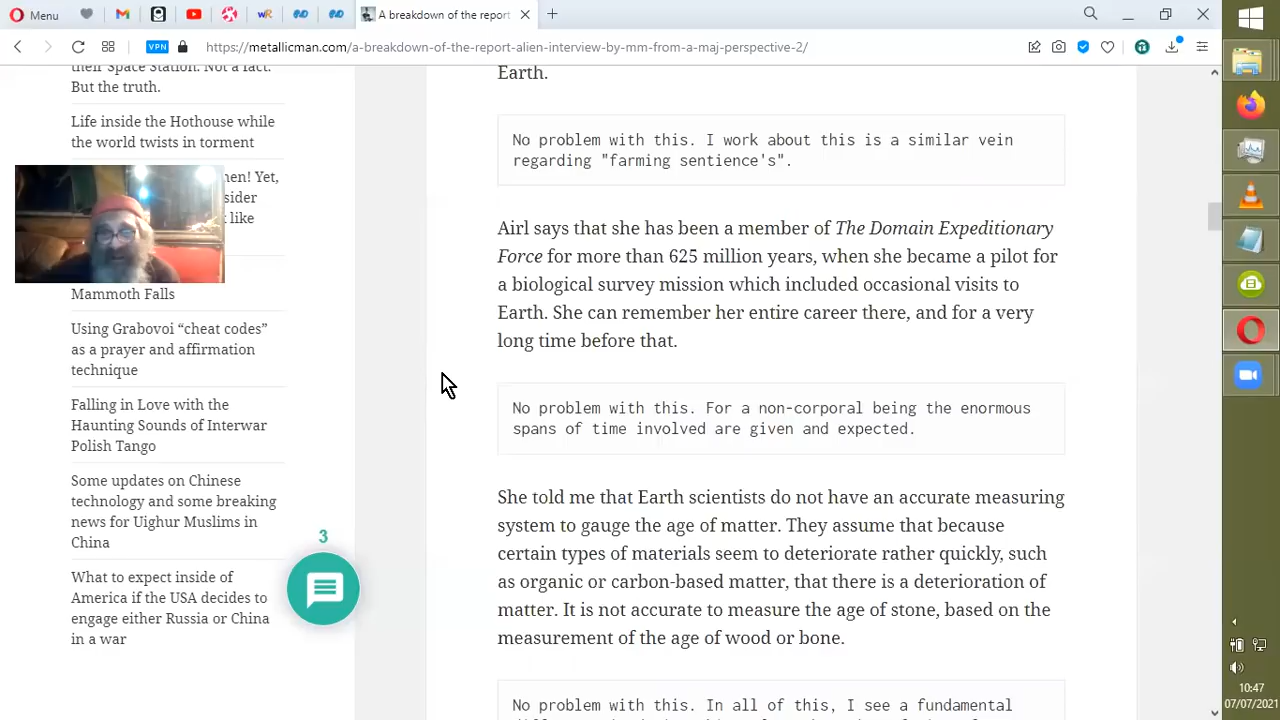 Menu
A breakdown of the report
VPN
https://metallicman.com/a-breakdown-of-the-report-alien-interview-by-mm-from-a-maj-perspective-2/
their Space Station. Not a fact.
But the truth.
Life inside the Hothouse while
the world twists in torment
men! Yet,
sider
like
Mammoth Falls
Using Grabovoi “cheat codes”
as a prayer and affirmation
technique
Falling in Love with the
Haunting Sounds of Interwar
Polish Tango
Some updates on Chinese
technology and some breaking
news for Uighur Muslims in
China
What to expect inside of
America if the USA decides to
engage either Russia or China
in a war
3
Earth.
No problem with this. I work about this is a similar vein
regarding "farming sentience's".
Airl says that she has been a member of The Domain Expeditionary
Force for more than 625 million years, when she became a pilot for
a biological survey mission which included occasional visits to
Earth. She can remember her entire career there, and for a very
long time before that.
No problem with this. For a non-corporal being the enormous
spans of time involved are given and expected.
She told me that Earth scientists do not have an accurate measuring
system to gauge the age of matter. They assume that because
certain types of materials seem to deteriorate rather quickly, such
as organic or carbon-based matter, that there is a deterioration of
matter. It is not accurate to measure the age of stone, based on the
measurement of the age of wood or bone.
No problem with this. In all of this, I see a fundamental
10:47
07/07/2021